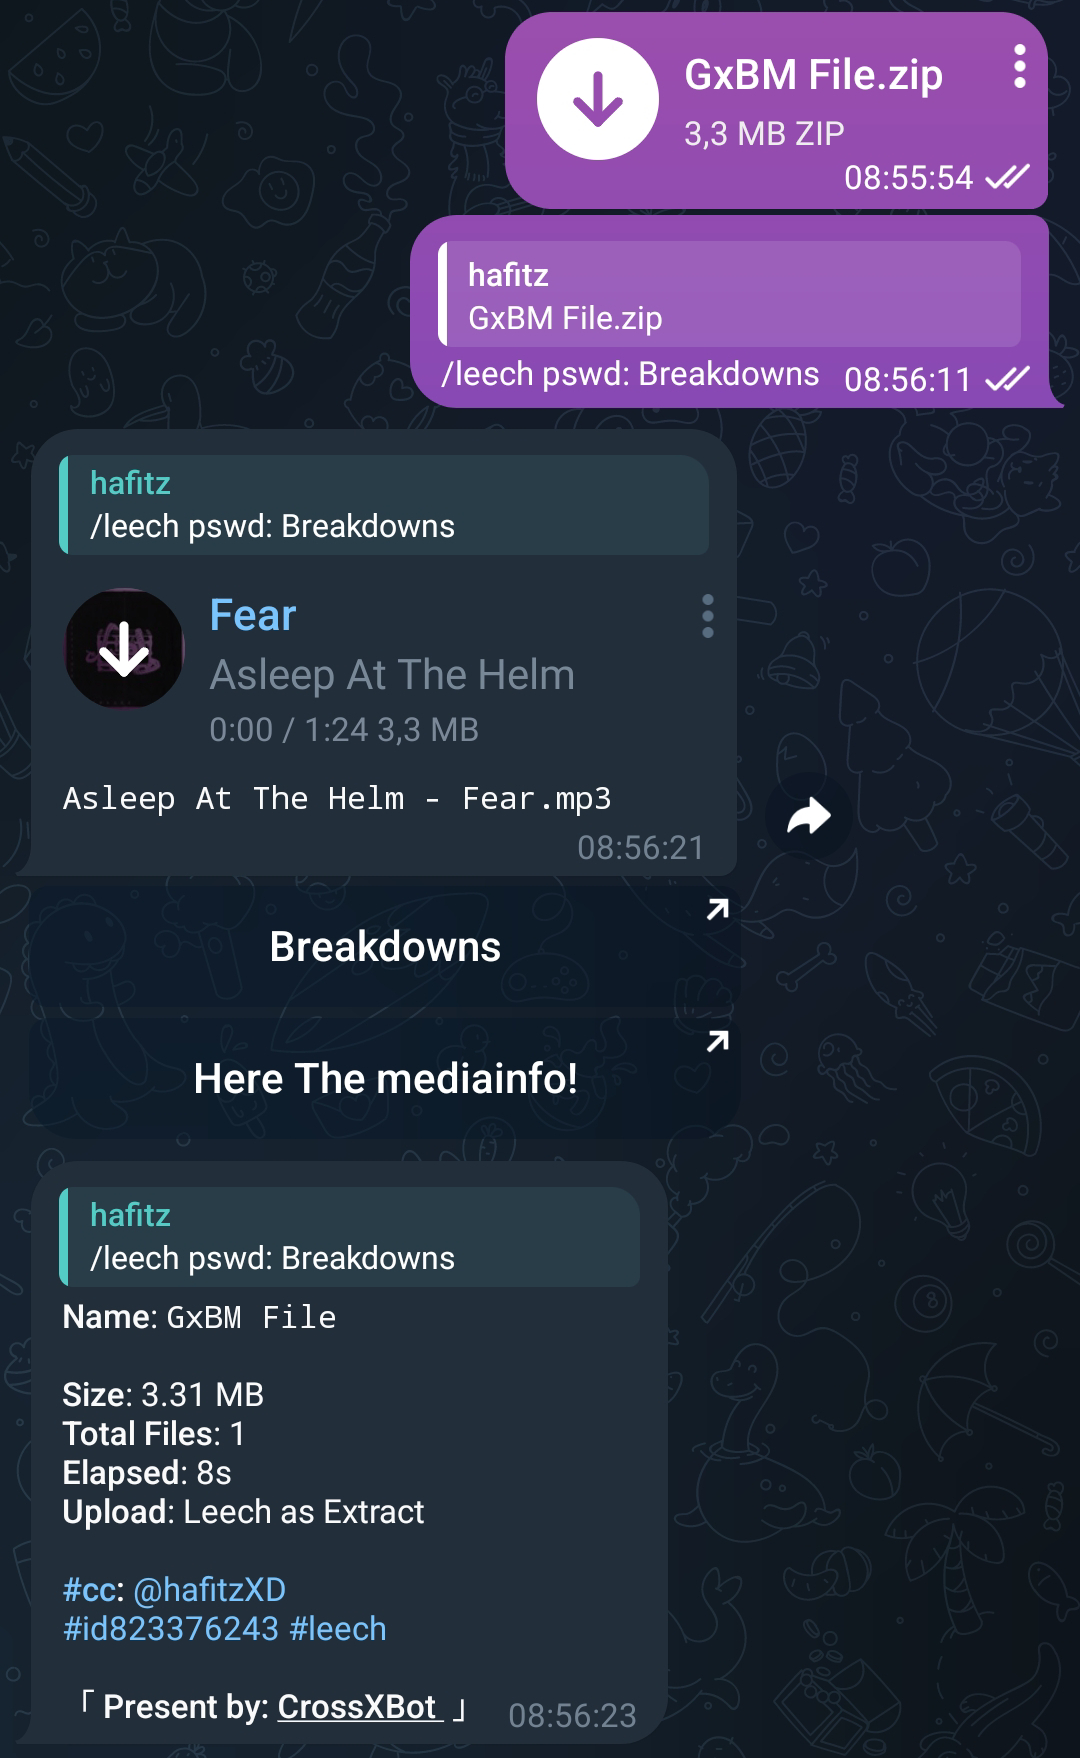 GxBM File.zip
3,3 MB ZIP
08:55:54
hafitz
GxBM File.zip
/leech pswd: Breakdowns 08:56:11
hafitz
/leech pswd: Breakdowns
Fear
Asleep At The Helm
0:00 / 1:24 3,3 MB
Asleep At The Helm - Fear.mp3
08:56:21
Breakdowns
Here The mediainfo!
hafitz
/leech pswd: Breakdowns
Name: GxBM File
Size: 3.31 MB
Total Files: 1
Elapsed: 8s
Upload: Leech as Extract
#cc: @hafitzXD
#id823376243 #leech
「 Present by: CrossXBot 」 08:56:23